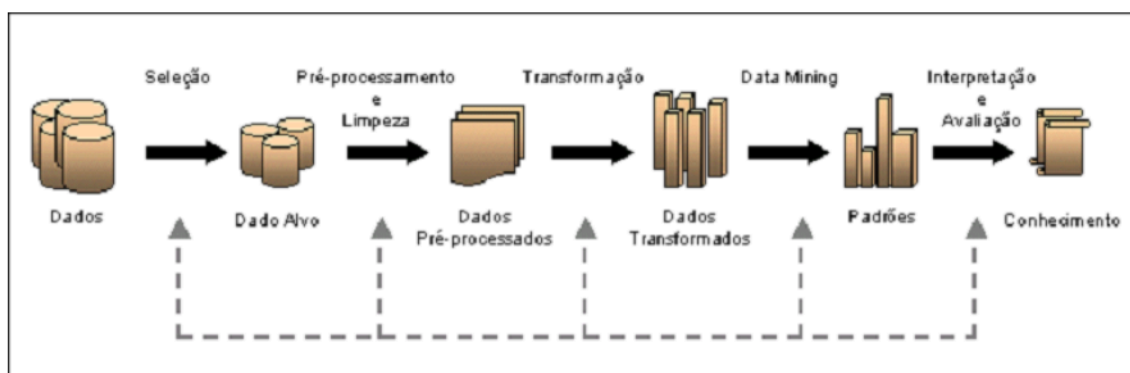 Seleção
Pré-processamento
e
Limpeza
Transformação
Data Mining
Interpretação
e
Avaliação
Dados
Dado Alvo
Dados
Pré-processados
Dados
Transformados
Padrões
Conhecimento